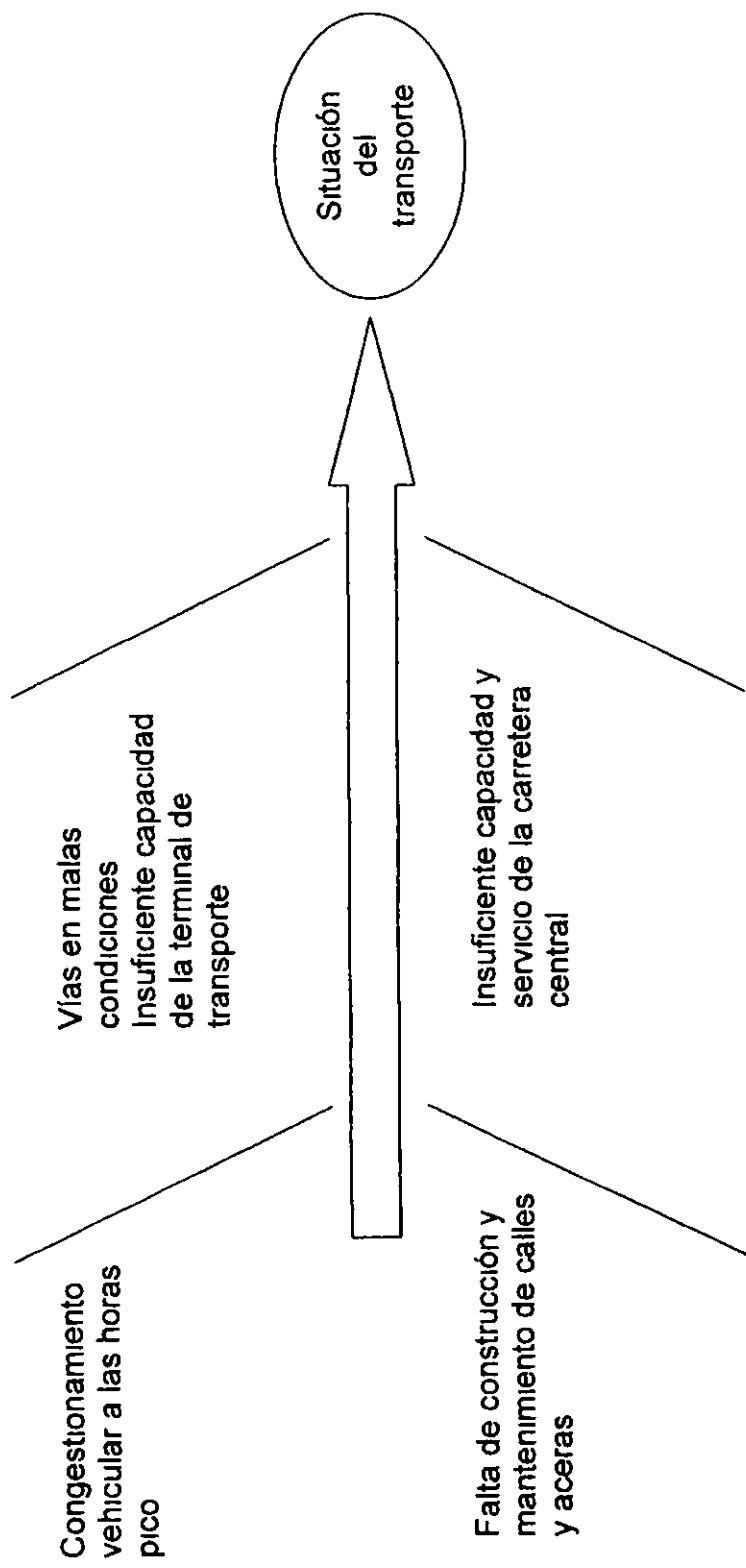 Congestionamiento
vehicular a las horas
pico
Vías en malas
condiciones
Insuficiente capacidad
de la terminal de
transporte
Situación
del
transporte
Falta de construcción y
mantenimiento de calles
y aceras
Insuficiente capacidad y
servicio de la carretera
central